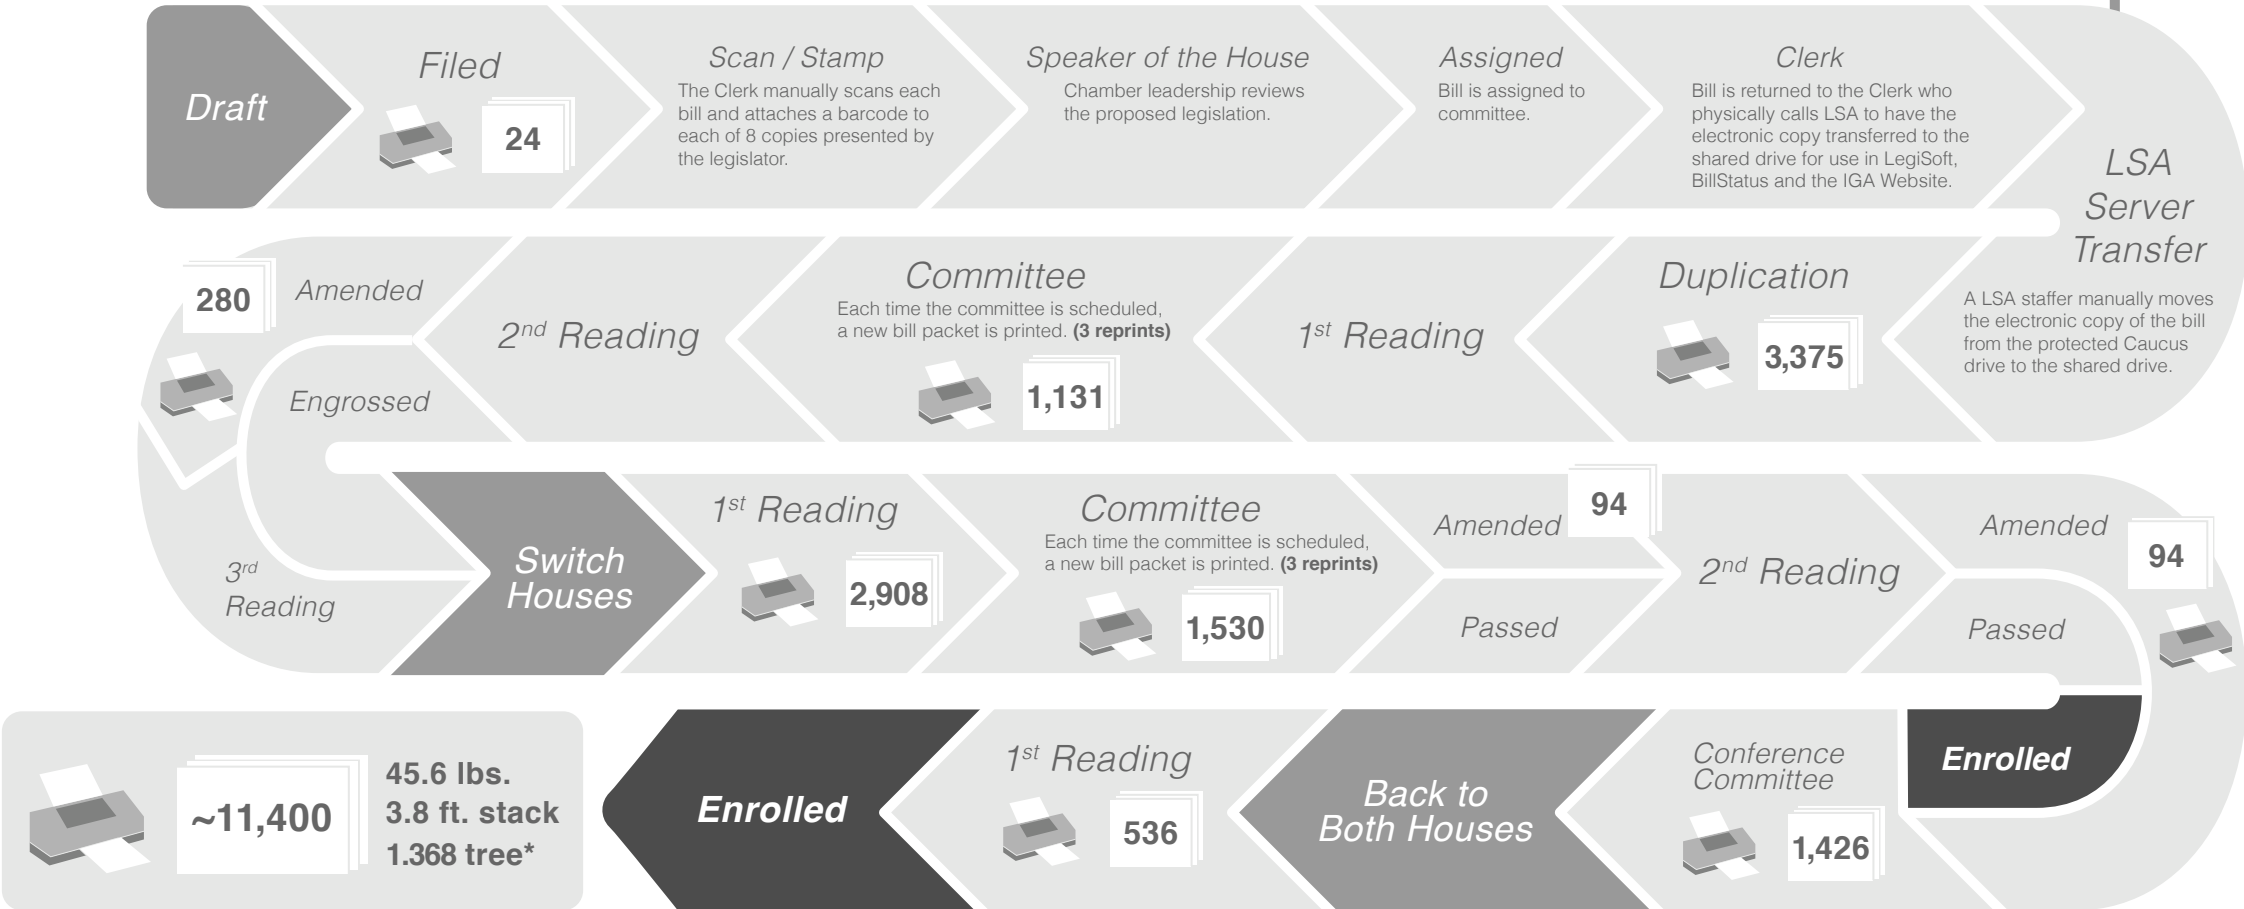 Draft
Filed
24
Scan / Stamp
The Clerk manually scans each
bill and attaches a barcode to
each of 8 copies presented by
the legislator.
Speaker of the House
Chamber leadership reviews
the proposed legislation.
Assigned
Bill is assigned to
committee.
Clerk
Bill is returned to the Clerk who
physically calls LSA to have the
electronic copy transferred to the
shared drive for use in LegiSoft,
BillStatus and the IGA Website.
LSA
Server
Transfer
A LSA staffer manually moves
the electronic copy of the bill
from the protected Caucus
drive to the shared drive.
Duplication
3,375
1st Reading
Committee
Each time the committee is scheduled,
a new bill packet is printed. (3 reprints)
1,131
2nd Reading
Amended
280
Engrossed
3rd
Reading
Switch
Houses
1st Reading
2,908
Committee
Each time the committee is scheduled,
a new bill packet is printed. (3 reprints)
1,530
Amended
94
Passed
2nd Reading
Amended
94
Passed
Enrolled
Conference
Committee
1,426
Back to
Both Houses
1st Reading
536
Enrolled
~11,400
45.6 lbs.
3.8 ft. stack
1.368 tree*